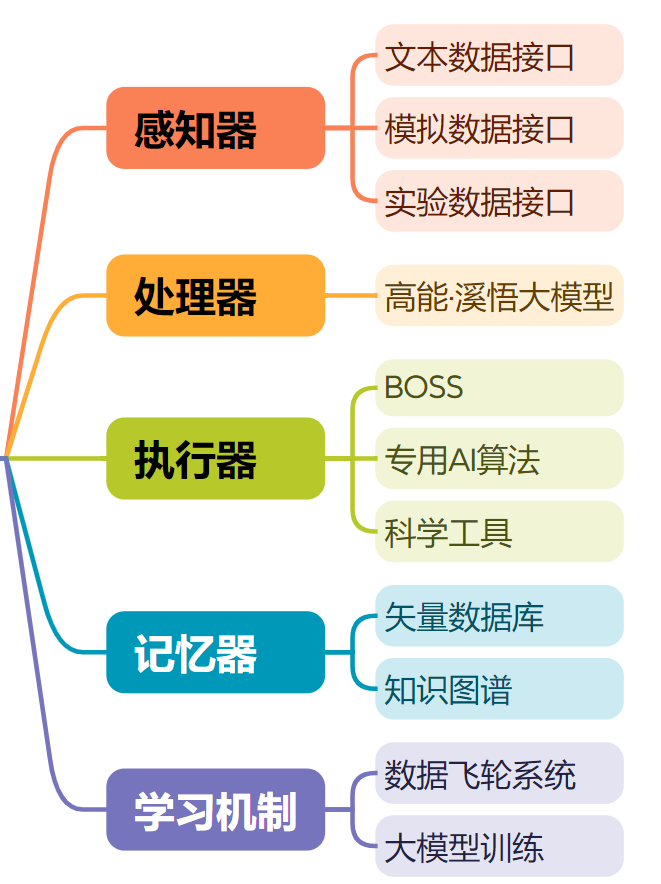 感知器
文本数据接口
模拟数据接口
实验数据接口
处理器
高能·溪悟大模型
执行器
BOSS
专用AI算法
科学工具
记忆器
矢量数据库
知识图谱
学习机制
数据飞轮系统
大模型训练